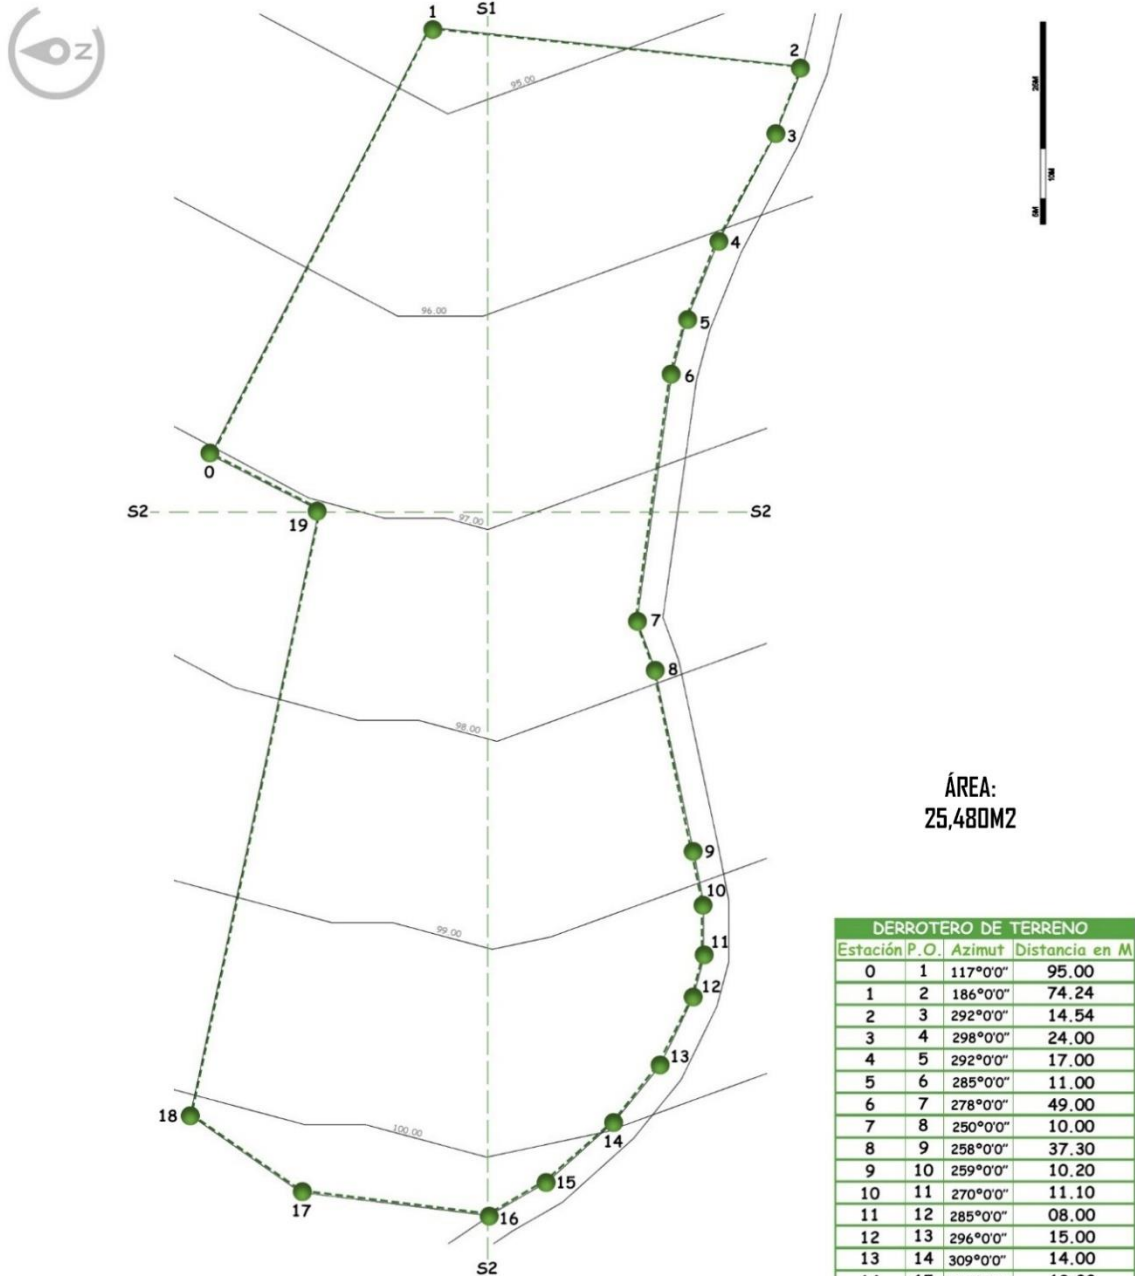 Z
1
S1
2
95.00
3
4
96.00
5
6
0
S2
S2
19
97.00
7
8
98.00
9
10
99.00
11
12
13
18
100.00
14
15
17
16
S2
25M
10M
5M
ÁREA:
25,480M2
DERROTERO DE TERRENO
Estación P.O. Azimut Distancia en M
0 1 117°0'0" 95.00
1 2 186°0'0" 74.24
2 3 292°0'0" 14.54
3 4 298°0'0" 24.00
4 5 292°0'0" 17.00
5 6 285°0'0" 11.00
6 7 278°0'0" 49.00
7 8 250°0'0" 10.00
8 9 258°0'0" 37.30
9 10 259°0'0" 10.20
10 11 270°0'0" 11.10
11 12 285°0'0" 08.00
12 13 296°0'0" 15.00
13 14 309°0'0" 14.00